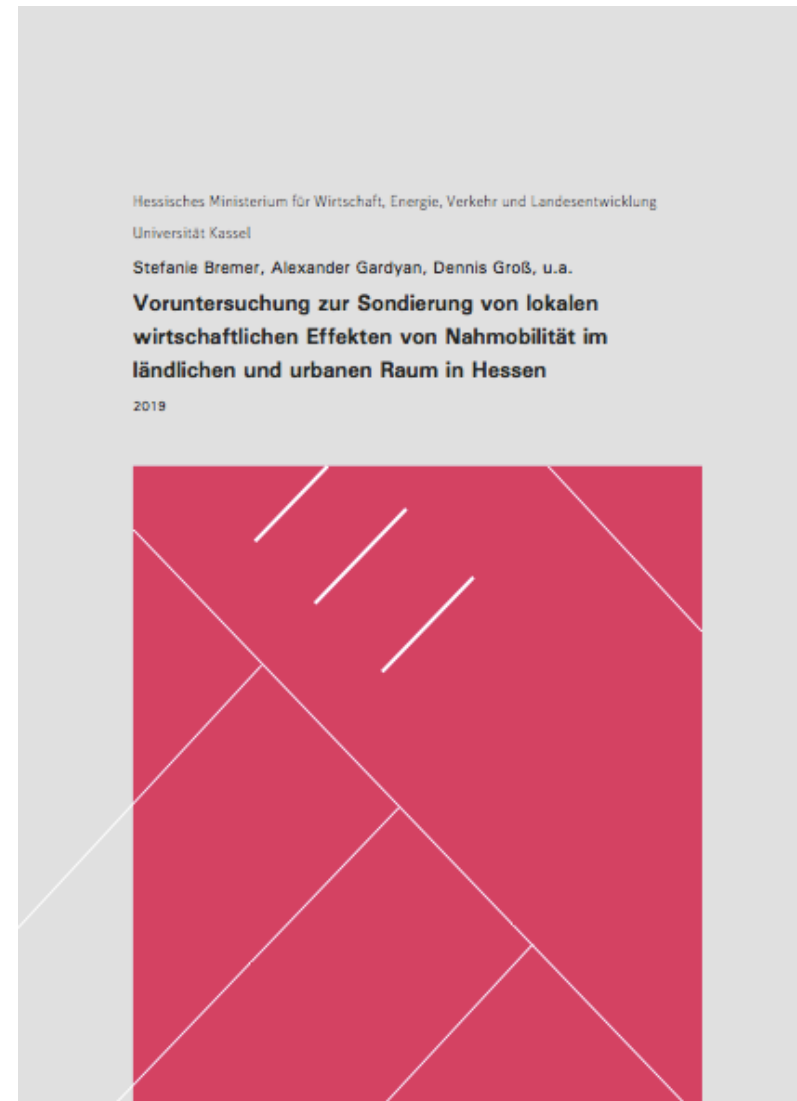 Hessisches Ministerium für Wirtschaft, Energie, Verkehr und Landesentwicklung
Universität Kassel
Stefanie Bremer, Alexander Gardyan, Dennis Groß, u.a.
Voruntersuchung zur Sondierung von lokalen
wirtschaftlichen Effekten von Nahmobilität im
ländlichen und urbanen Raum in Hessen
2019